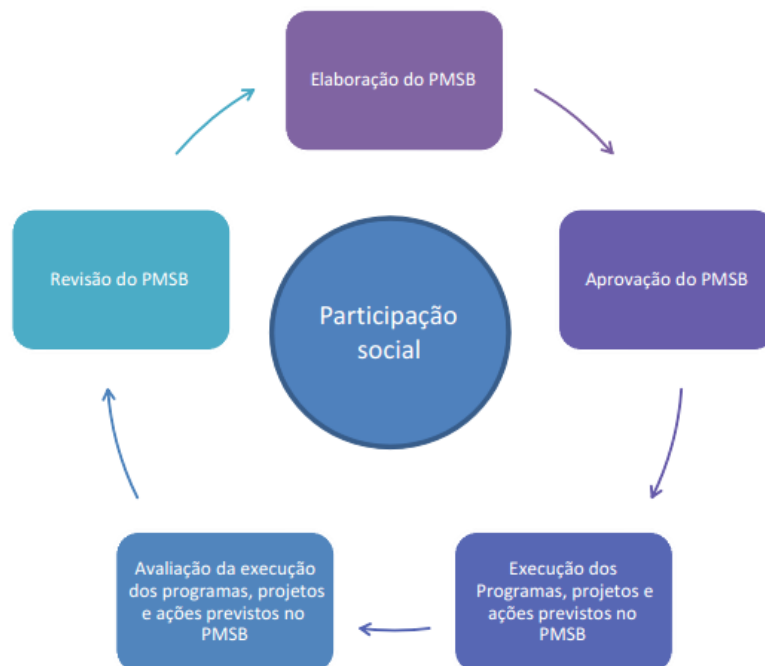 Elaboração do PMSB
Revisão do PMSB
Aprovação do PMSB
Participação
social
Avaliação da execução
dos programas, projetos
e ações previstos no
PMSB
Execução dos
Programas, projetos e
ações previstos no
PMSB